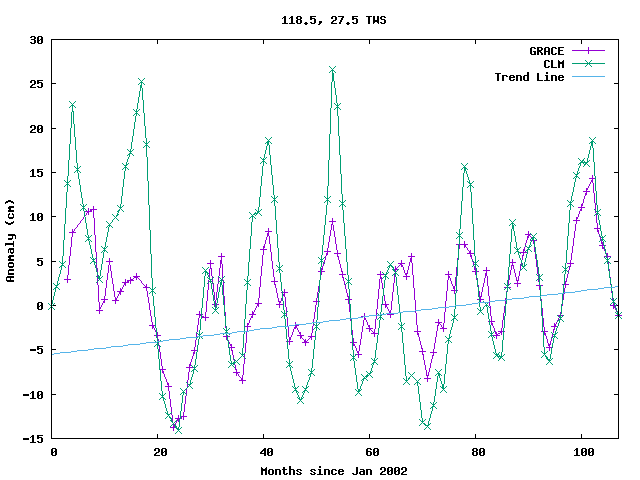 118.5, 27.5 TWS
GRACE
CLM
Trend Line
30
25
20
15
10
5
0
-5
-10
-15
Anomaly (cm)
0 20 40 60 80 100
Months since Jan 2002